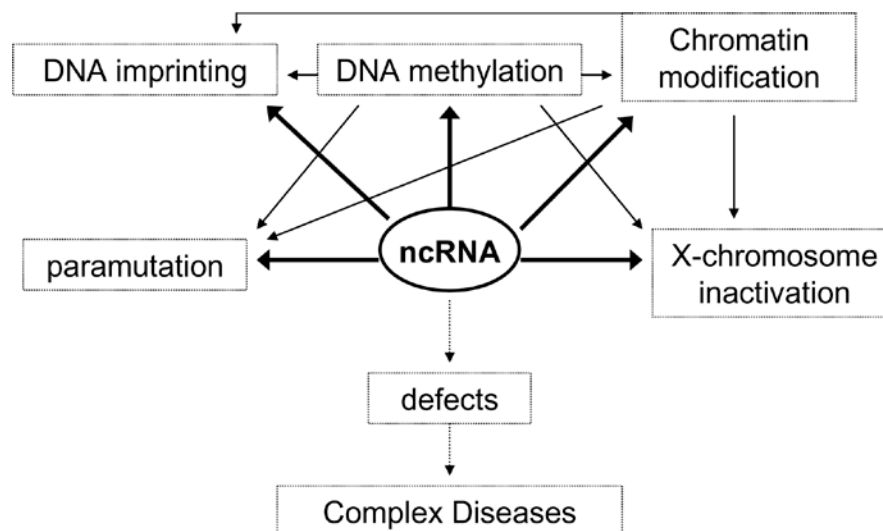 DNA imprinting
DNA methylation
Chromatin
modification
paramutation
ncRNA
X-chromosome
inactivation
defects
Complex Diseases